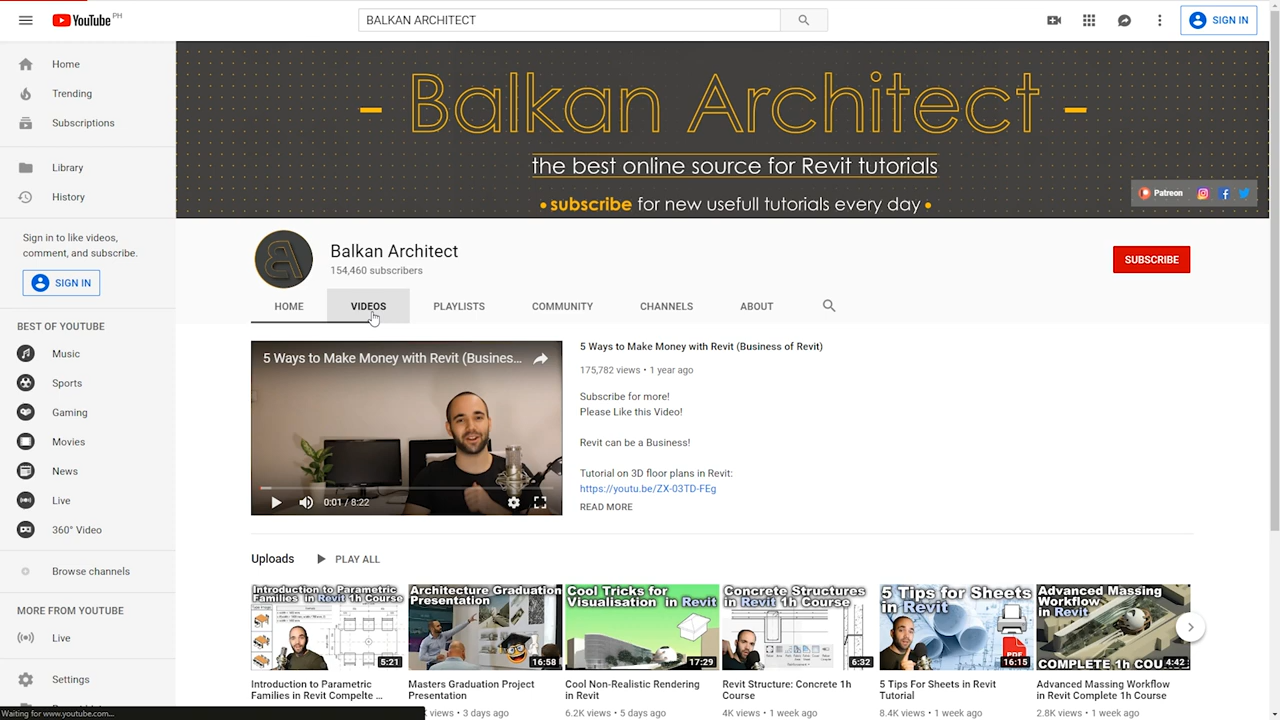 YouTube PH
BALKAN ARCHITECT
SIGN IN
Home
Trending
Subscriptions
Library
History
Sign in to like videos,
comment, and subscribe.
SIGN IN
BEST OF YOUTUBE
Music
Sports
Gaming
Movies
News
Live
360° Video
Browse channels
MORE FROM YOUTUBE
Live
Settings
Waiting for www.youtube.com...
- Balkan Architect -
the best online source for Revit tutorials
• subscribe for new usefull tutorials every day •
Patreon
Balkan Architect
154,460 subscribers
SUBSCRIBE
HOME VIDEOS PLAYLISTS COMMUNITY CHANNELS ABOUT
5 Ways to Make Money with Revit (Busines...
0:01 / 8:22
5 Ways to Make Money with Revit (Business of Revit)
175,782 views • 1 year ago
Subscribe for more!
Please Like this Video!
Revit can be a Business!
Tutorial on 3D floor plans in Revit:
https://youtu.be/ZX-03TD-FEg
READ MORE
Uploads PLAY ALL
Introduction to Parametric
Families in Revit 1h Course
5:21
Introduction to Parametric
Families in Revit Compelte ...
Architecture Graduation
Presentation
16:58
Masters Graduation Project
Presentation
views • 3 days ago
Cool Tricks for
Visualisation in Revit
17:29
Cool Non-Realistic Rendering
in Revit
6.2K views • 5 days ago
Concrete Structures
in Revit 1h Course
6:32
Revit Structure: Concrete 1h
Course
4K views • 1 week ago
5 Tips for Sheets
in Revit
PDF
16:15
5 Tips For Sheets in Revit
Tutorial
8.4K views • 1 week ago
Advanced Massing
Workflow
in Revit
COMPLETE 1h COU
4:42
Advanced Massing Workflow
in Revit Complete 1h Course
2.8K views • 1 week ago